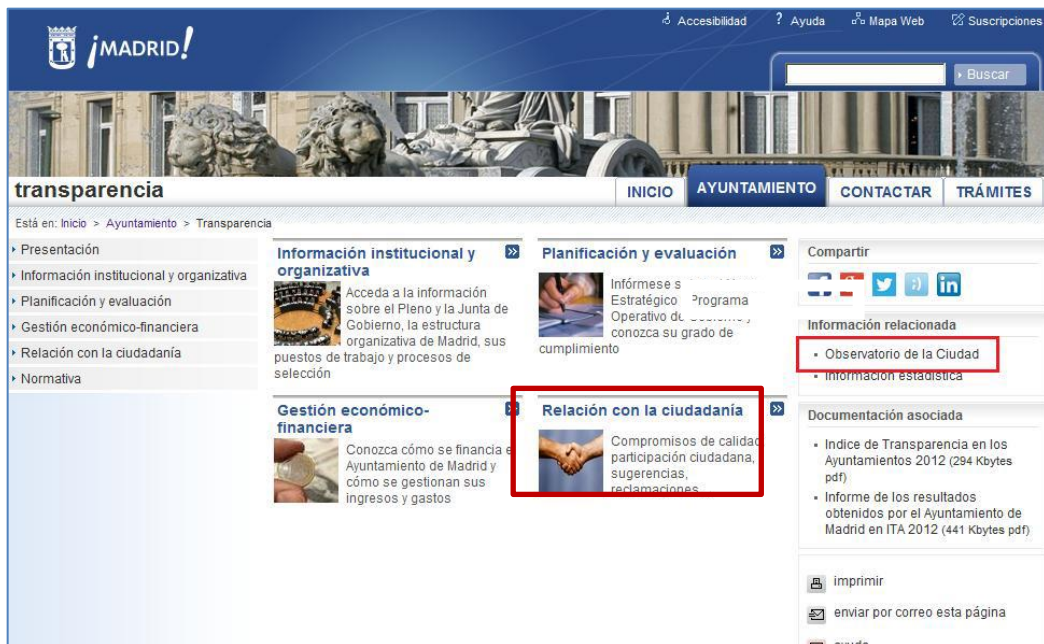 Accesibilidad
? Ayuda
Mapa Web
Suscripciones
¡MADRID!
Buscar
transparencia
INICIO
AYUNTAMIENTO
CONTACTAR
TRÁMITES
Está en: Inicio > Ayuntamiento > Transparencia
Presentación
Información institucional y organizativa
Planificación y evaluación
Gestión económico-financiera
Relación con la ciudadanía
Normativa
Información institucional y
organizativa
Acceda a la información
sobre el Pleno y la Junta de
Gobierno, la estructura
organizativa de Madrid, sus
puestos de trabajo y procesos de
selección
Planificación y evaluación
Infórmese
Estratégico Programa
Operativo
conozca su grado de
cumplimiento
Gestión económico-
financiera
Conozca cómo se financia
Ayuntamiento de Madrid y
cómo se gestionan sus
ingresos y gastos
Relación con la ciudadanía
Compromisos de calidad
participación ciudadana,
sugerencias,
reclamaciones
Compartir
Información relacionada
Observatorio de la Ciudad
Información estadística
Documentación asociada
Indice de Transparencia en los
Ayuntamientos 2012 (294 Kbytes
pdf)
Informe de los resultados
obtenidos por el Ayuntamiento de
Madrid en ITA 2012 (441 Kbytes pdf)
imprimir
enviar por correo esta página